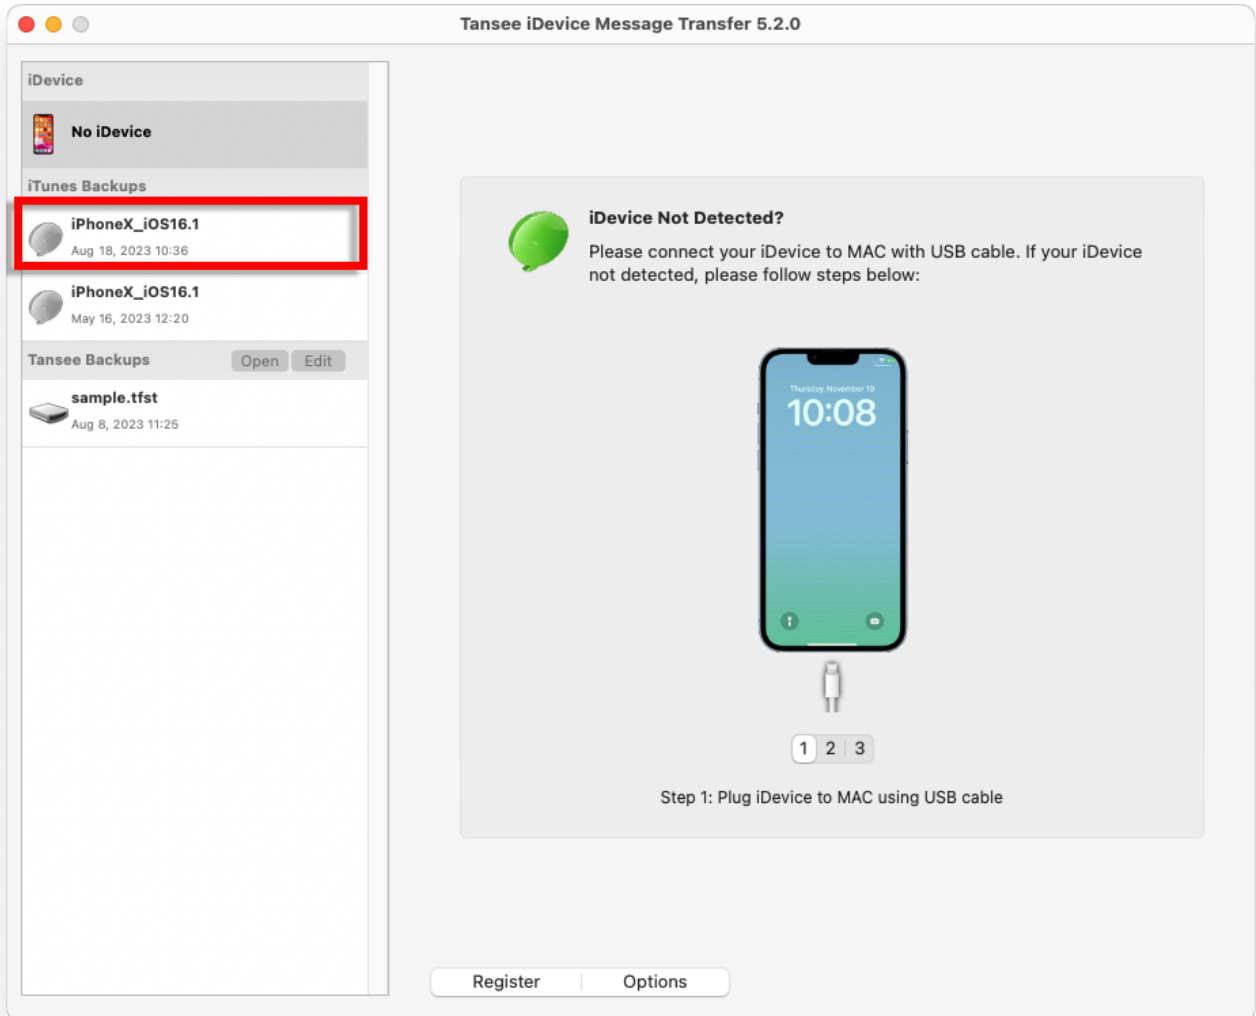 Tansee iDevice Message Transfer 5.2.0
iDevice
No iDevice
iTunes Backups
iPhoneX_iOS16.1
Aug 18, 2023 10:36
iPhoneX_iOS16.1
May 16, 2023 12:20
Tansee Backups Open Edit
sample.tfst
Aug 8, 2023 11:25
iDevice Not Detected?
Please connect your iDevice to MAC with USB cable. If your iDevice
not detected, please follow steps below:
Thursday, November 10
10:08
1 2 3
Step 1: Plug iDevice to MAC using USB cable
Register Options